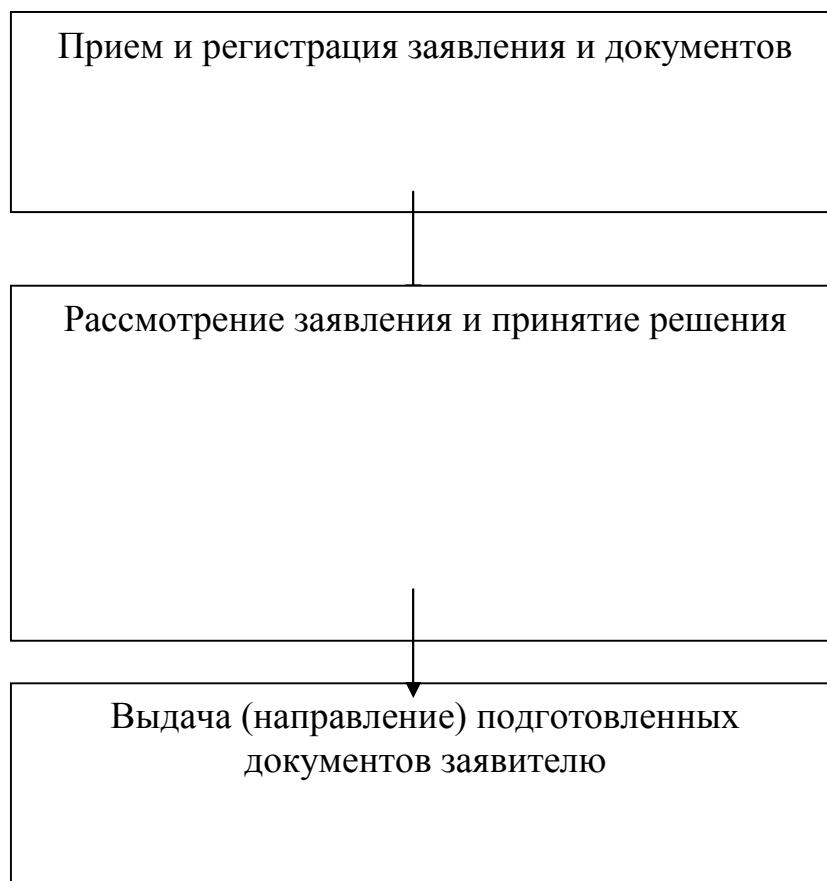 Прием и регистрация заявления и документов
Рассмотрение заявления и принятие решения
Выдача (направление) подготовленных
документов заявителю